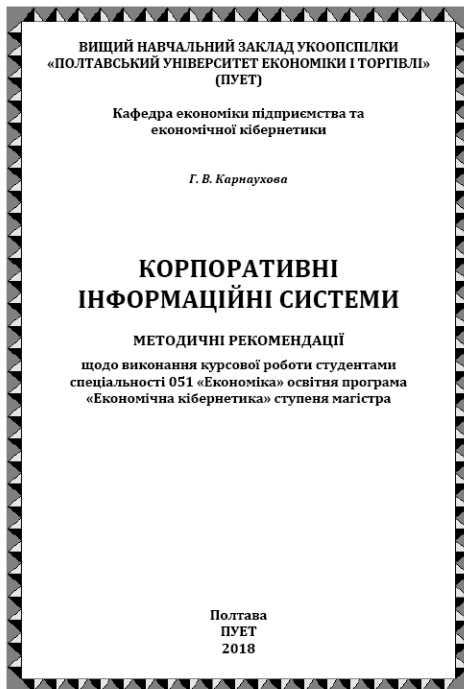 ВИЩИЙ НАВЧАЛЬНИЙ ЗАКЛАД УКООПСПІЛКИ
«ПОЛТАВСЬКИЙ УНІВЕРСИТЕТ ЕКОНОМІКИ І ТОРГІВЛІ»
(ПУЕТ)
Кафедра економіки підприємства та
економічної кібернетики
Г. В. Карнаухова
КОРПОРАТИВНІ
ІНФОРМАЦІЙНІ СИСТЕМИ
МЕТОДИЧНІ РЕКОМЕНДАЦІЇ
щодо виконання курсової роботи студентами
спеціальності 051 «Економіка» освітня програма
«Економічна кібернетика» ступеня магістра
Полтава
ПУЕТ
2018